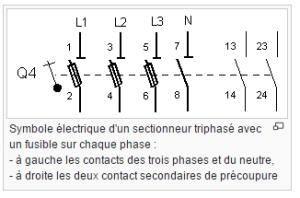 L1 L2 L3 N
1 3 5 7 13 23
Q4
2 4 6 8 14 24
Symbole électrique d'un sectionneur triphasé avec
un fusible sur chaque phase :
- á gauche les contacts des trois phases et du neutre,
- á droite les deux contact secondaires de précoupure